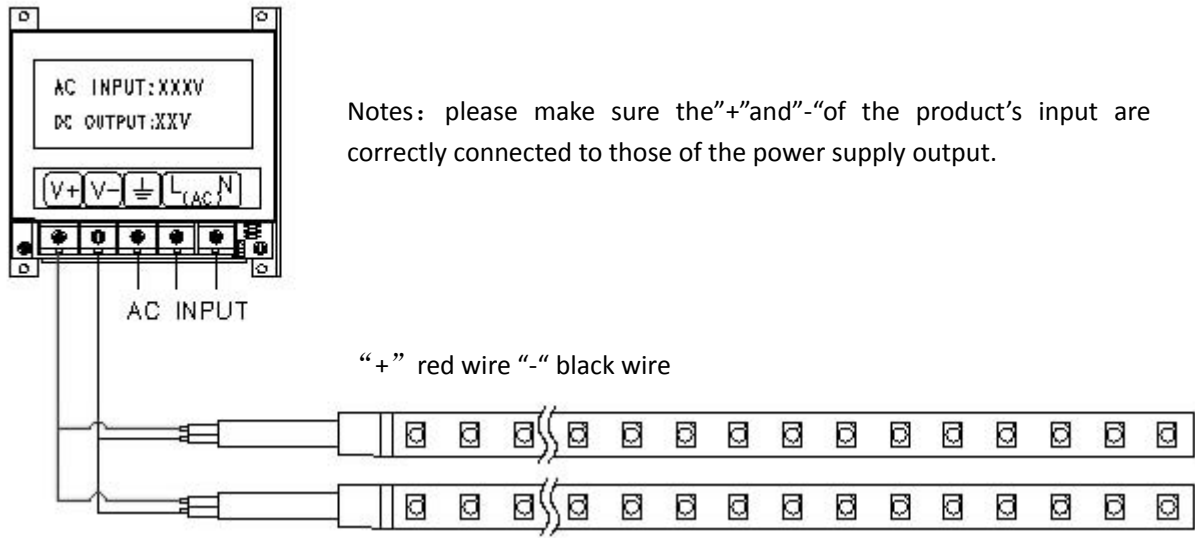 AC INPUT:XXXV
DC OUTPUT:XXV
V+ V- L(AC)N
AC INPUT
Notes：please make sure the”+”and”-“of the product’s input are
correctly connected to those of the power supply output.
“+” red wire “-“ black wire